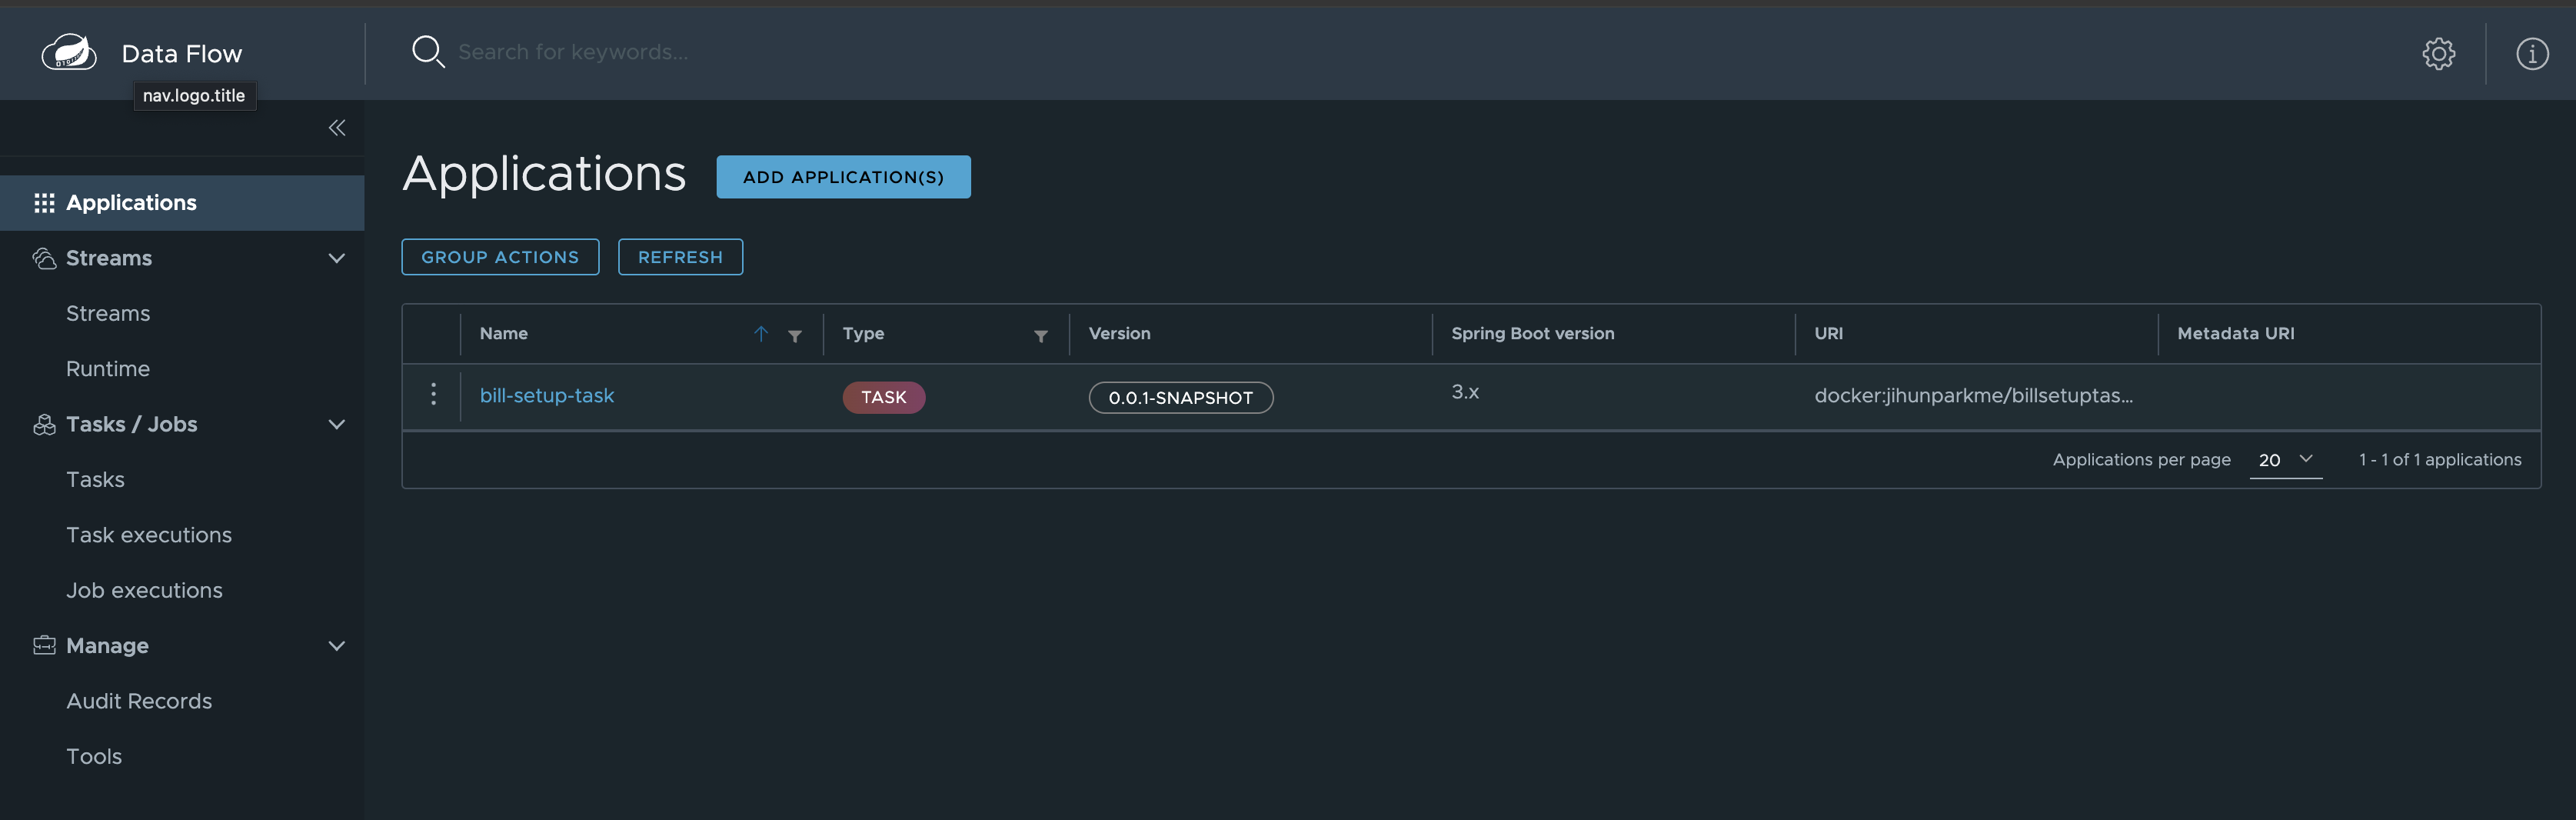 Data Flow
Search for keywords...
nav.logo.title
Applications
Streams
Streams
Runtime
Tasks / Jobs
Tasks
Task executions
Job executions
Manage
Audit Records
Tools
Applications
ADD APPLICATION(S)
GROUP ACTIONS
REFRESH
Name Type Version Spring Boot version URI Metadata URI
bill-setup-task TASK 0.0.1-SNAPSHOT 3.x docker:jihunparkme/billsetuptas...
Applications per page 20 1 - 1 of 1 applications